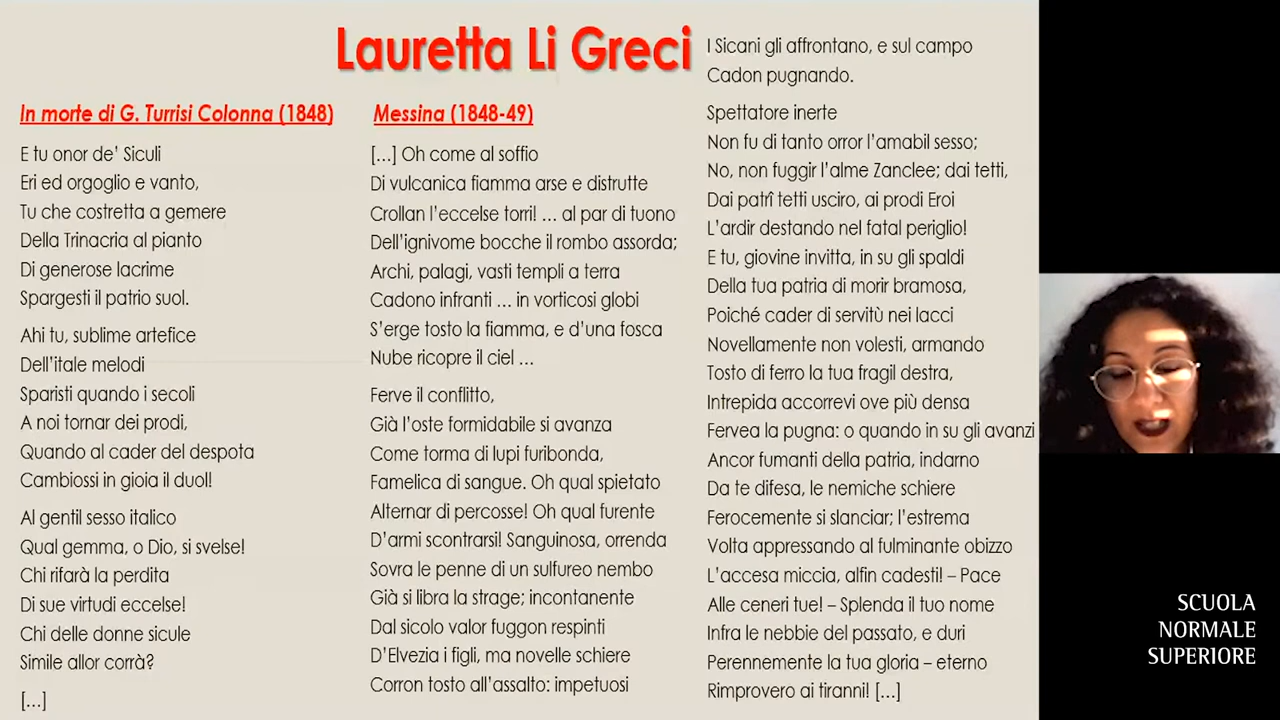 Lauretta Li Greci
In morte di G. Turrisi Colonna (1848)
E tu onor de’ Siculi
Eri ed orgoglio e vanto,
Tu che costretta a gemere
Della Trinacria al pianto
Di generose lacrime
Spargesti il patrio suol.
Ahi tu, sublime artefice
Dell’itale melodi
Sparisti quando i secoli
A noi tornar dei prodi,
Quando al cader del despota
Cambiossi in gioia il duol!
Al gentil sesso italico
Qual gemma, o Dio, si svelse!
Chi rifarà la perdita
Di sue virtudi eccelse!
Chi delle donne sicule
Simile allor corrà?
[...]
Messina (1848-49)
[...] Oh come al soffio
Di vulcanica fiamma arse e distrutte
Crollan l’eccelse torri! ... al par di tuono
Dell’ignivome bocche il rombo assorda;
Archi, palagi, vasti templi a terra
Cadono infranti ... in vorticosi globi
S’erge tosto la fiamma, e d’una fosca
Nube ricopre il ciel ...
Ferve il conflitto,
Già l’oste formidabile si avanza
Come torma di lupi furibonda,
Famelica di sangue. Oh qual spietato
Alternar di percosse! Oh qual furente
D’armi scontrarsi! Sanguinosa, orrenda
Sovra le penne di un sulfureo nembo
Già si libra la strage; incontanente
Dal sicolo valor fuggon respinti
D’Elvezia i figli, ma novelle schiere
Corron tosto all’assalto: impetuosi
I Sicani gli affrontano, e sul campo
Cadon pugnando.
Spettatore inerte
Non fu di tanto orror l’amabil sesso;
No, non fuggir l’alme Zanclee; dai tetti,
Dai patrî tetti usciro, ai prodi Eroi
L’ardir destando nel fatal periglio!
E tu, giovine invitta, in su gli spaldi
Della tua patria di morir bramosa,
Poiché cader di servitù nei lacci
Novellamente non volesti, armando
Tosto di ferro la tua fragil destra,
Intrepida accorrevi ove più densa
Fervea la pugna: o quando in su gli avanzi
Ancor fumanti della patria, indarno
Da te difesa, le nemiche schiere
Ferocemente si slanciar; l’estrema
Volta appressando al fulminante obizzo
L’accesa miccia, alfin cadesti! – Pace
Alle ceneri tue! – Splenda il tuo nome
Infra le nebbie del passato, e duri
Perennemente la tua gloria – eterno
Rimprovero ai tiranni! [...]
SCUOLA
NORMALE
SUPERIORE